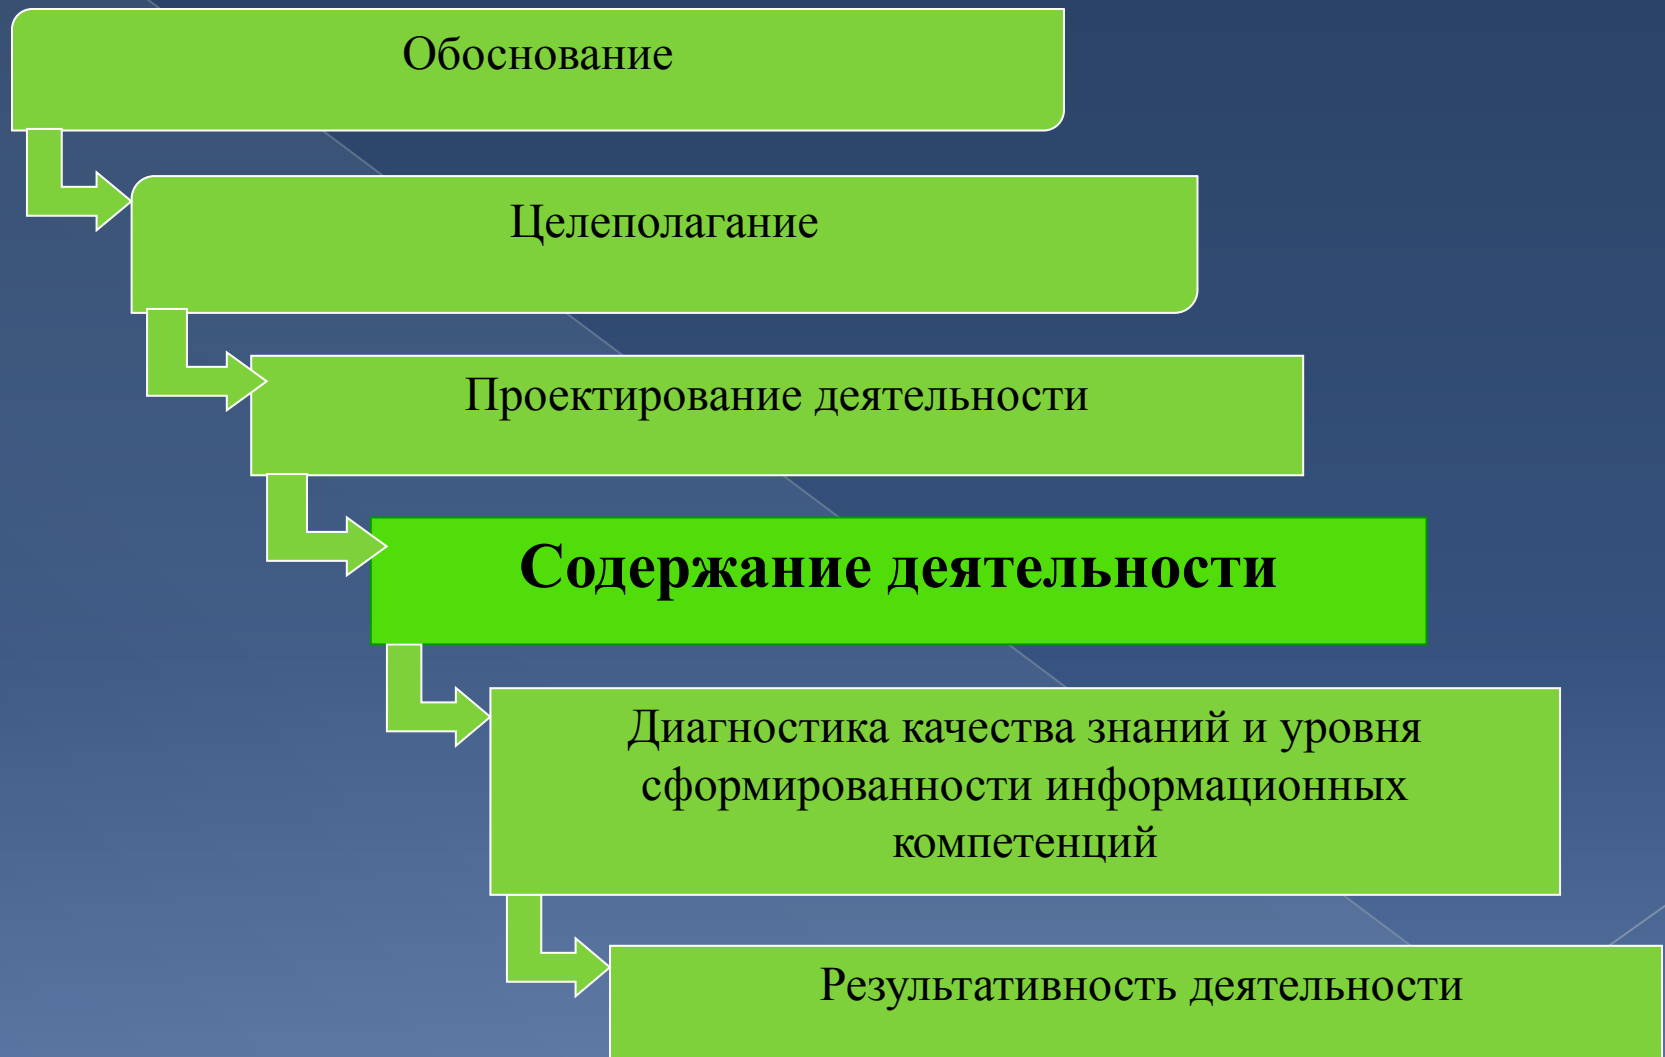 Обоснование
Целеполагание
Проектирование деятельности
Содержание деятельности
Диагностика качества знаний и уровня
сформированности информационных
компетенций
Результативность деятельности